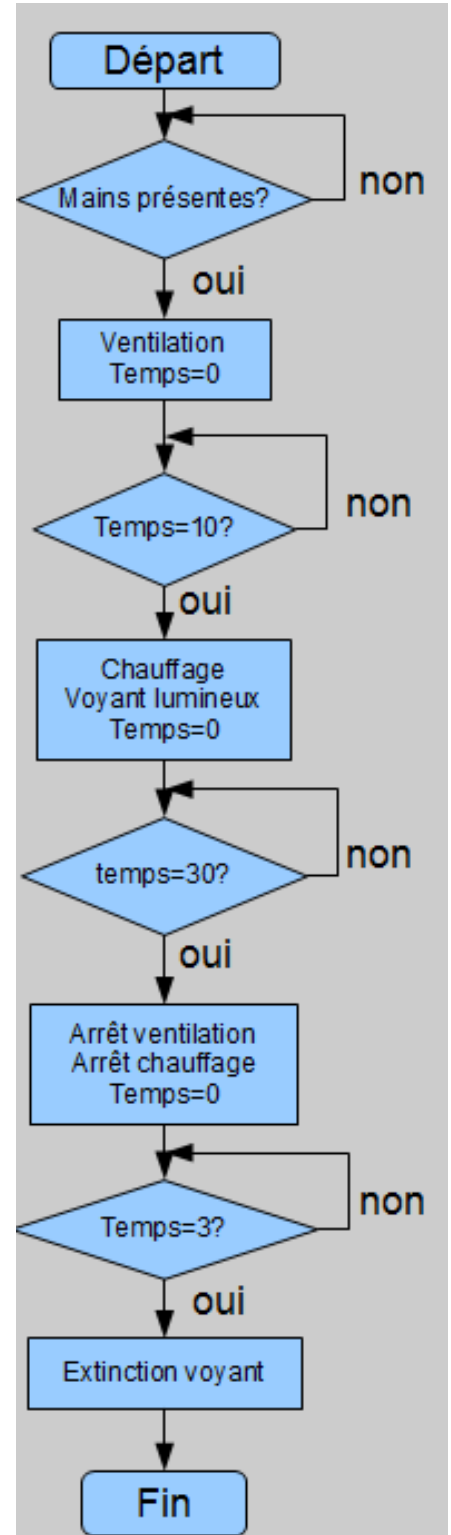 Départ
Mains présentes?
non
oui
Ventilation
Temps=0
Temps=10?
non
oui
Chauffage
Voyant lumineux
Temps=0
temps=30?
non
oui
Arrêt ventilation
Arrêt chauffage
Temps=0
Temps=3?
non
oui
Extinction voyant
Fin